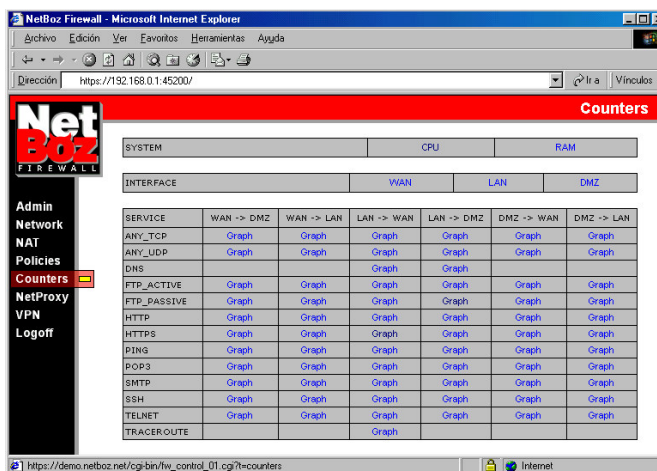 NetBoz Firewall - Microsoft Internet Explorer
Archivo Edición Ver Favoritos Herramientas Ayuda
Dirección https://192.168.0.1:45200/ Ir a Vínculos
Net Boz FIREWALL
Counters
SYSTEM CPU RAM
INTERFACE WAN LAN DMZ
Admin
Network
NAT
Policies
Counters
NetProxy
VPN
Logoff
SERVICE WAN -> DMZ WAN -> LAN LAN -> WAN LAN -> DMZ DMZ -> WAN DMZ -> LAN
ANY_TCP Graph Graph Graph Graph Graph Graph
ANY_UDP Graph Graph Graph Graph Graph Graph
DNS Graph Graph
FTP_ACTIVE Graph Graph Graph Graph Graph Graph
FTP_PASSIVE Graph Graph Graph Graph Graph Graph
HTTP Graph Graph Graph Graph Graph Graph
HTTPS Graph Graph Graph Graph Graph Graph
PING Graph Graph Graph Graph Graph Graph
POP3 Graph Graph Graph Graph Graph Graph
SMTP Graph Graph Graph Graph Graph Graph
SSH Graph Graph Graph Graph Graph Graph
TELNET Graph Graph Graph Graph Graph Graph
TRACEROUTE Graph
https://demo.netboz.net/cgi-bin/fw_control_01.cgi?t=counters Internet